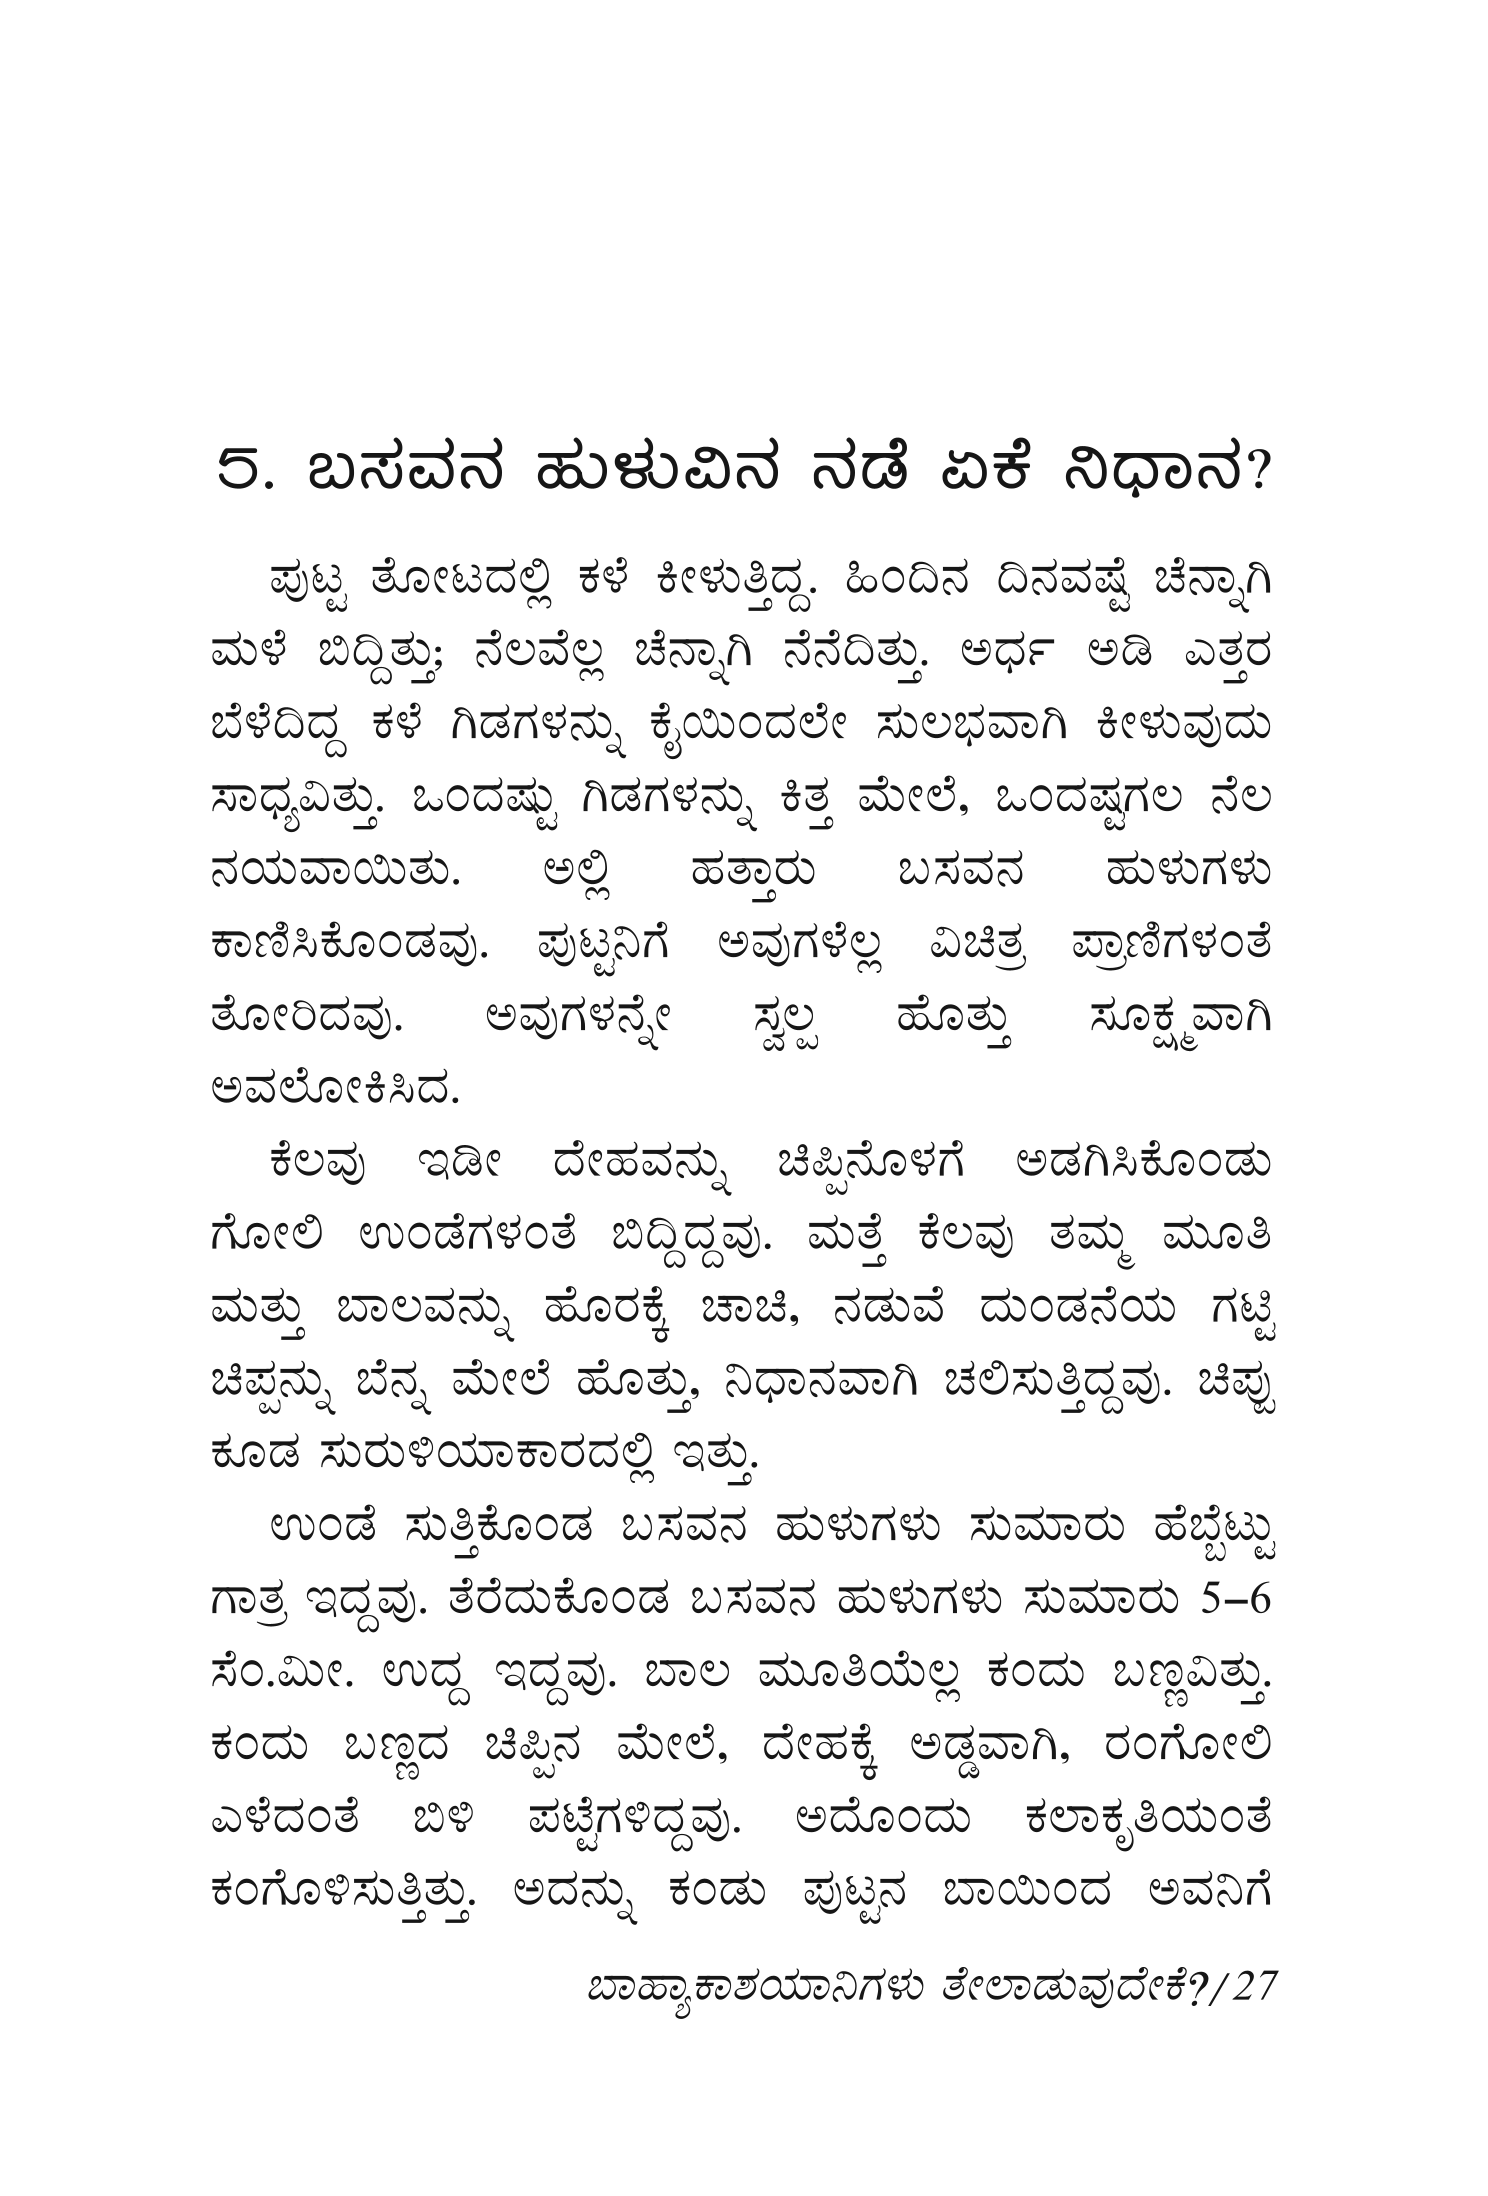 5. ಬಸವನ ಹುಳುವಿನ ನಡೆ ಏಕೆ ನಿಧಾನ?
ಪುಟ್ಟ ತೋಟದಲ್ಲಿ ಕಳೆ ಕೀಳುತ್ತಿದ್ದ. ಹಿಂದಿನ ದಿನವಷ್ಟೆ ಚೆನ್ನಾಗಿ
ಮಳೆ ಬಿದ್ದಿತ್ತು; ನೆಲವೆಲ್ಲ ಚೆನ್ನಾಗಿ ನೆನೆದಿತ್ತು. ಅರ್ಧ ಅಡಿ ಎತ್ತರ
ಬೆಳೆದಿದ್ದ ಕಳೆ ಗಿಡಗಳನ್ನು ಕೈಯಿಂದಲೇ ಸುಲಭವಾಗಿ ಕೀಳುವುದು
ಸಾಧ್ಯವಿತ್ತು. ಒಂದಷ್ಟು ಗಿಡಗಳನ್ನು ಕಿತ್ತ ಮೇಲೆ, ಒಂದಷ್ಟಗಲ ನೆಲ
ನಯವಾಯಿತು. ಅಲ್ಲಿ ಹತ್ತಾರು ಬಸವನ ಹುಳುಗಳು
ಕಾಣಿಸಿಕೊಂಡವು. ಪುಟ್ಟನಿಗೆ ಅವುಗಳೆಲ್ಲ ವಿಚಿತ್ರ ಪ್ರಾಣಿಗಳಂತೆ
ತೋರಿದವು. ಅವುಗಳನ್ನೇ ಸ್ವಲ್ಪ ಹೊತ್ತು ಸೂಕ್ಷ್ಮವಾಗಿ
ಅವಲೋಕಿಸಿದ.
ಕೆಲವು ಇಡೀ ದೇಹವನ್ನು ಚಿಪ್ಪಿನೊಳಗೆ ಅಡಗಿಸಿಕೊಂಡು
ಗೋಲಿ ಉಂಡೆಗಳಂತೆ ಬಿದ್ದಿದ್ದವು. ಮತ್ತೆ ಕೆಲವು ತಮ್ಮ ಮೂತಿ
ಮತ್ತು ಬಾಲವನ್ನು ಹೊರಕ್ಕೆ ಚಾಚಿ, ನಡುವೆ ದುಂಡನೆಯ ಗಟ್ಟಿ
ಚಿಪ್ಪನ್ನು ಬೆನ್ನ ಮೇಲೆ ಹೊತ್ತು, ನಿಧಾನವಾಗಿ ಚಲಿಸುತ್ತಿದ್ದವು. ಚಿಪ್ಪು
ಕೂಡ ಸುರುಳಿಯಾಕಾರದಲ್ಲಿ ಇತ್ತು.
ಉಂಡೆ ಸುತ್ತಿಕೊಂಡ ಬಸವನ ಹುಳುಗಳು ಸುಮಾರು ಹೆಬ್ಬೆಟ್ಟು
ಗಾತ್ರ ಇದ್ದವು. ತೆರೆದುಕೊಂಡ ಬಸವನ ಹುಳುಗಳು ಸುಮಾರು 5–6
ಸೆಂ.ಮೀ. ಉದ್ದ ಇದ್ದವು. ಬಾಲ ಮೂತಿಯೆಲ್ಲ ಕಂದು ಬಣ್ಣವಿತ್ತು.
ಕಂದು ಬಣ್ಣದ ಚಿಪ್ಪಿನ ಮೇಲೆ, ದೇಹಕ್ಕೆ ಅಡ್ಡವಾಗಿ, ರಂಗೋಲಿ
ಎಳೆದಂತೆ ಬಿಳಿ ಪಟ್ಟೆಗಳಿದ್ದವು. ಅದೊಂದು ಕಲಾಕೃತಿಯಂತೆ
ಕಂಗೊಳಿಸುತ್ತಿತ್ತು. ಅದನ್ನು ಕಂಡು ಪುಟ್ಟನ ಬಾಯಿಂದ ಅವನಿಗೆ
ಬಾಹ್ಯಾಕಾಶಯಾನಿಗಳು ತೇಲಾಡುವುದೇಕೆ?/27